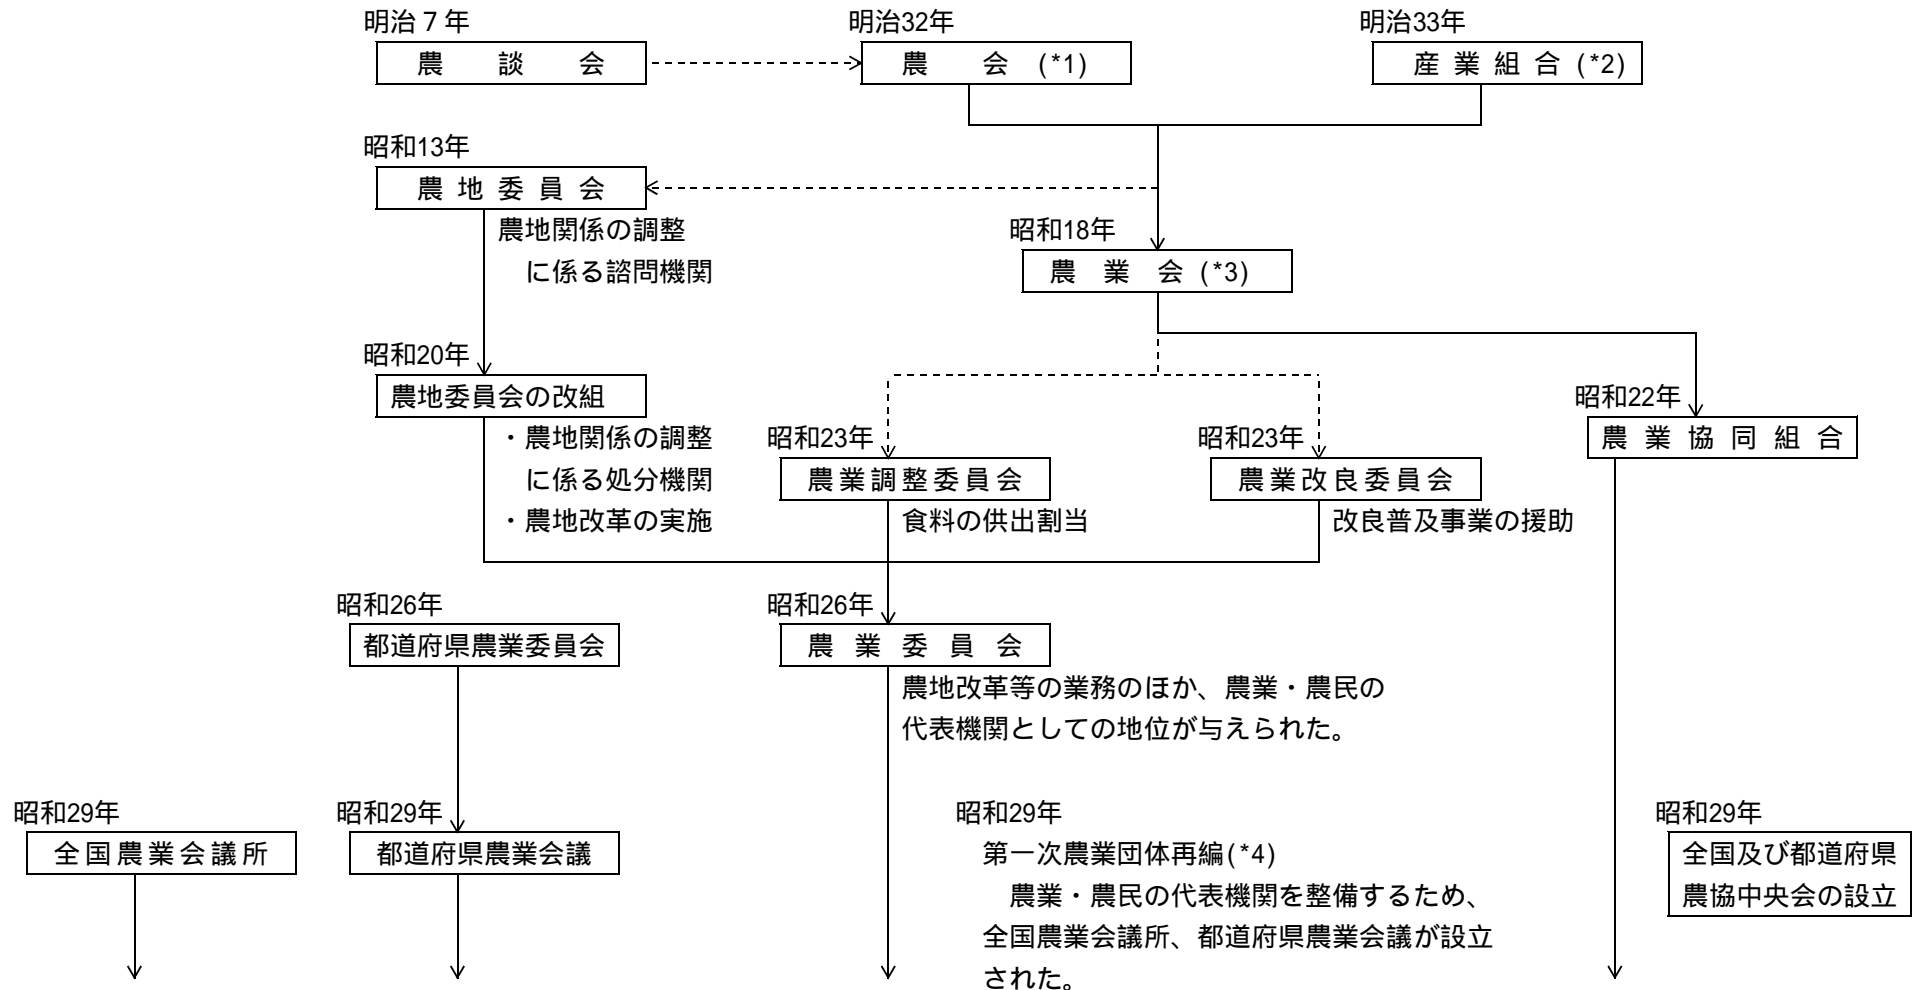 明治７年
農談会
明治32年
農会(*1)
明治33年
産業組合(*2)
昭和13年
農地委員会
農地関係の調整
に係る諮問機関
昭和18年
農業会(*3)
昭和20年
農地委員会の改組
・農地関係の調整
に係る処分機関
・農地改革の実施
昭和23年
農業調整委員会
食料の供出割当
昭和23年
農業改良委員会
改良普及事業の援助
昭和22年
農業協同組合
昭和26年
都道府県農業委員会
昭和26年
農業委員会
農地改革等の業務のほか、農業・農民の
代表機関としての地位が与えられた。
昭和29年
全国農業会議所
昭和29年
都道府県農業会議
昭和29年
第一次農業団体再編(*4)
農業・農民の代表機関を整備するため、
全国農業会議所、都道府県農業会議が設立
された。
昭和29年
全国及び都道府県
農協中央会の設立